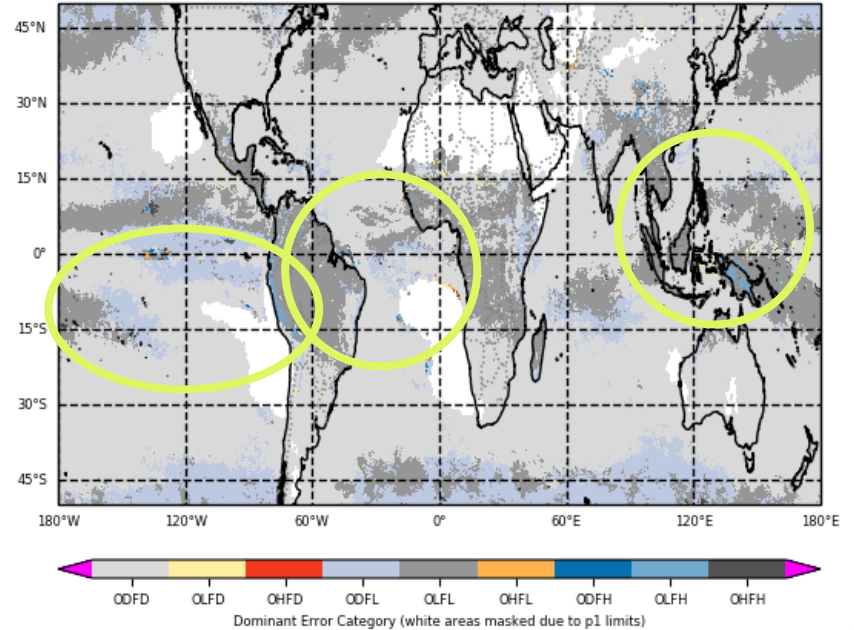 45°N
30°N
15°N
0°
15°S
30°S
45°S
180°W 120°W 60°W 0° 60°E 120°E 180°E
ODFD OLFD OHFD ODFL OLFL OHFL ODFH OLFH OHFH
Dominant Error Category (white areas masked due to p1 limits)